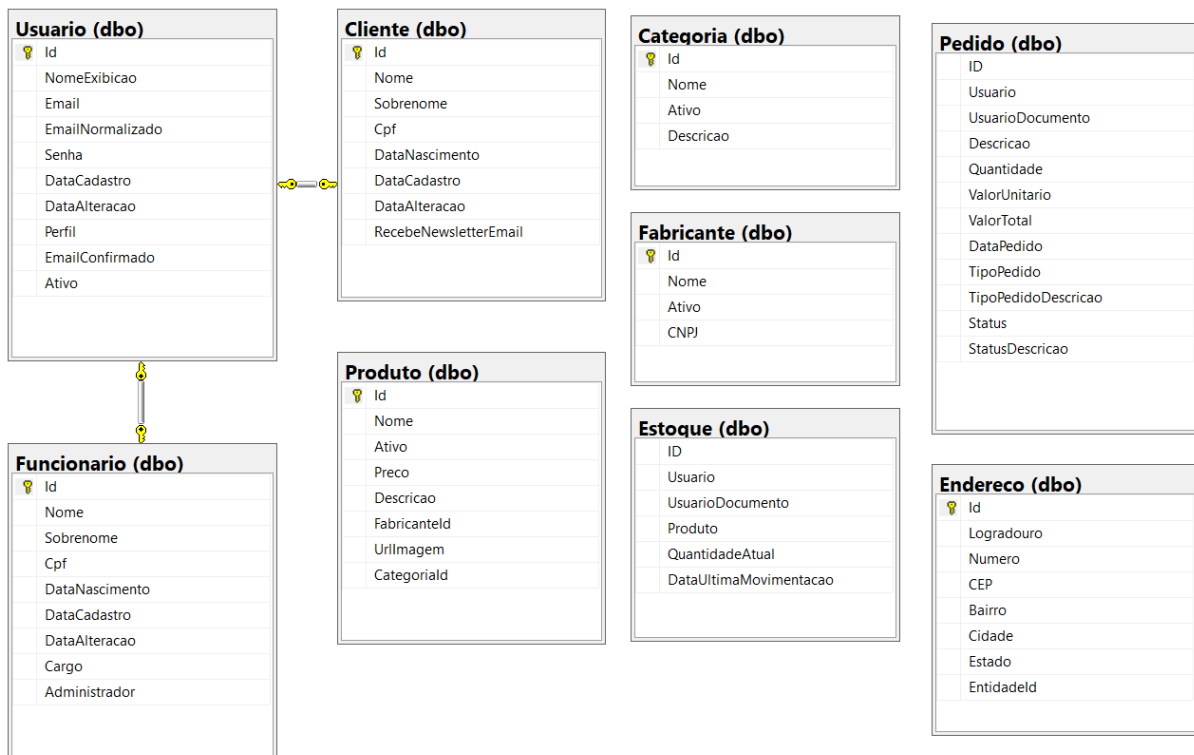 Usuario (dbo)
Id
NomeExibicao
Email
EmailNormalizado
Senha
DataCadastro
DataAlteracao
Perfil
EmailConfirmado
Ativo
Cliente (dbo)
Id
Nome
Sobrenome
Cpf
DataNascimento
DataCadastro
DataAlteracao
RecebeNewsletterEmail
Categoria (dbo)
Id
Nome
Ativo
Descricao
Pedido (dbo)
ID
Usuario
UsuarioDocumento
Descricao
Quantidade
ValorUnitario
ValorTotal
DataPedido
TipoPedido
TipoPedidoDescricao
Status
StatusDescricao
Fabricante (dbo)
Id
Nome
Ativo
CNPJ
Funcionario (dbo)
Id
Nome
Sobrenome
Cpf
DataNascimento
DataCadastro
DataAlteracao
Cargo
Administrador
Produto (dbo)
Id
Nome
Ativo
Preco
Descricao
FabricanteId
UrlImagem
CategoriaId
Estoque (dbo)
ID
Usuario
UsuarioDocumento
Produto
QuantidadeAtual
DataUltimaMovimentacao
Endereco (dbo)
Id
Logradouro
Numero
CEP
Bairro
Cidade
Estado
EntidadeId